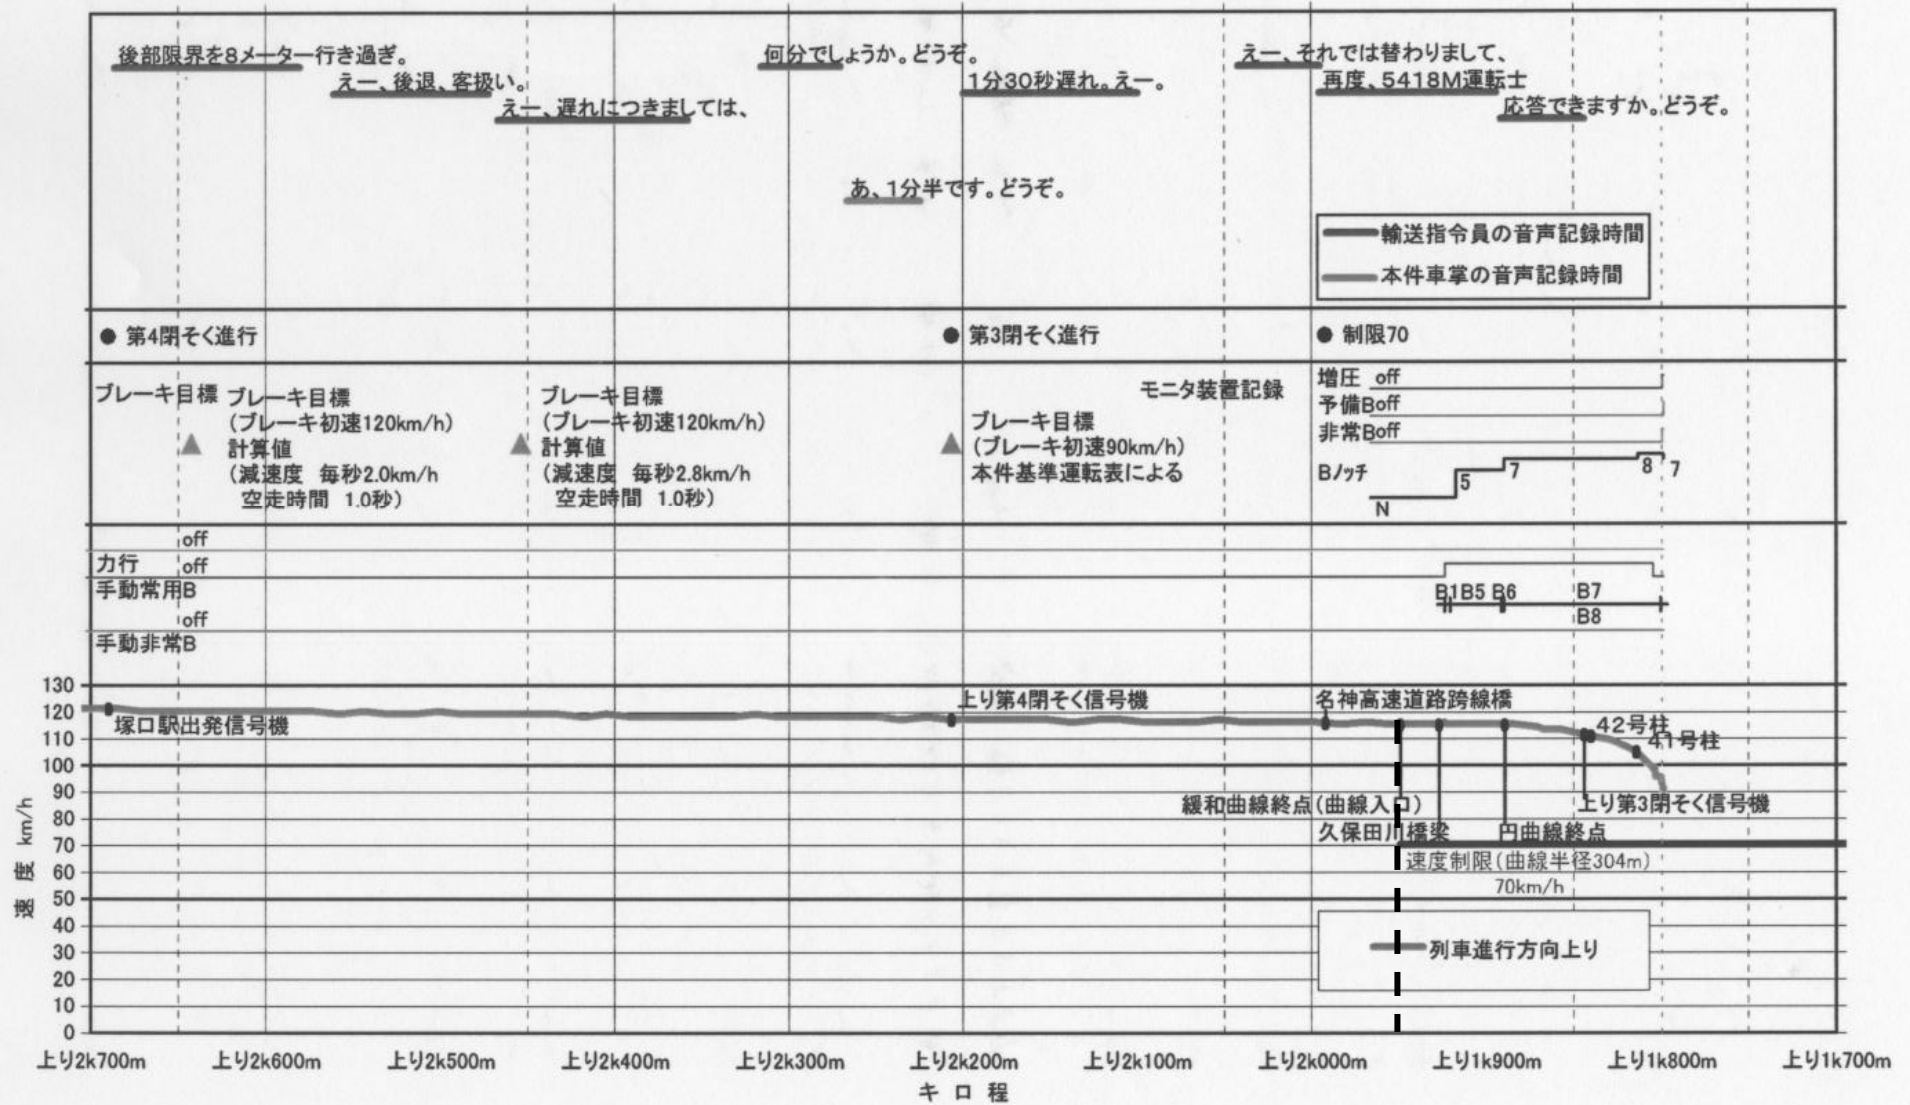 後部限界を8メーター行き過ぎ。
えー、後退、客扱い。
えー、遅れにつきましては、
何分でしょうか。どうぞ。
あ、1分半です。どうぞ。
1分30秒遅れ。えー。
えー、それでは替わりまして、
再度、5418M運転士
応答できますか。どうぞ。
輸送指令員の音声記録時間
本件車掌の音声記録時間
第4閉そく進行
第3閉そく進行
制限70
ブレーキ目標
ブレーキ目標
(ブレーキ初速120km/h)
計算値
(減速度 毎秒2.0km/h
空走時間 1.0秒)
ブレーキ目標
(ブレーキ初速120km/h)
計算値
(減速度 毎秒2.8km/h
空走時間 1.0秒)
ブレーキ目標
(ブレーキ初速90km/h)
本件基準運転表による
モニタ装置記録
増圧 off
予備Boff
非常Boff
Bノッチ
N
5
7
8
7
off
力行 off
手動常用B
off
手動非常B
B1B5 B6 B7
B8
130
120
110
100
90
80
70
60
50
40
30
20
10
0
速度 km/h
塚口駅出発信号機
上り第4閉そく信号機
名神高速道路跨線橋
42号柱
41号柱
緩和曲線終点(曲線入口)
上り第3閉そく信号機
久保田川橋梁
円曲線終点
速度制限(曲線半径304m)
70km/h
列車進行方向上り
上り2k700m
上り2k600m
上り2k500m
上り2k400m
上り2k300m
上り2k200m
上り2k100m
上り2k000m
上り1k900m
上り1k800m
上り1k700m
キロ程